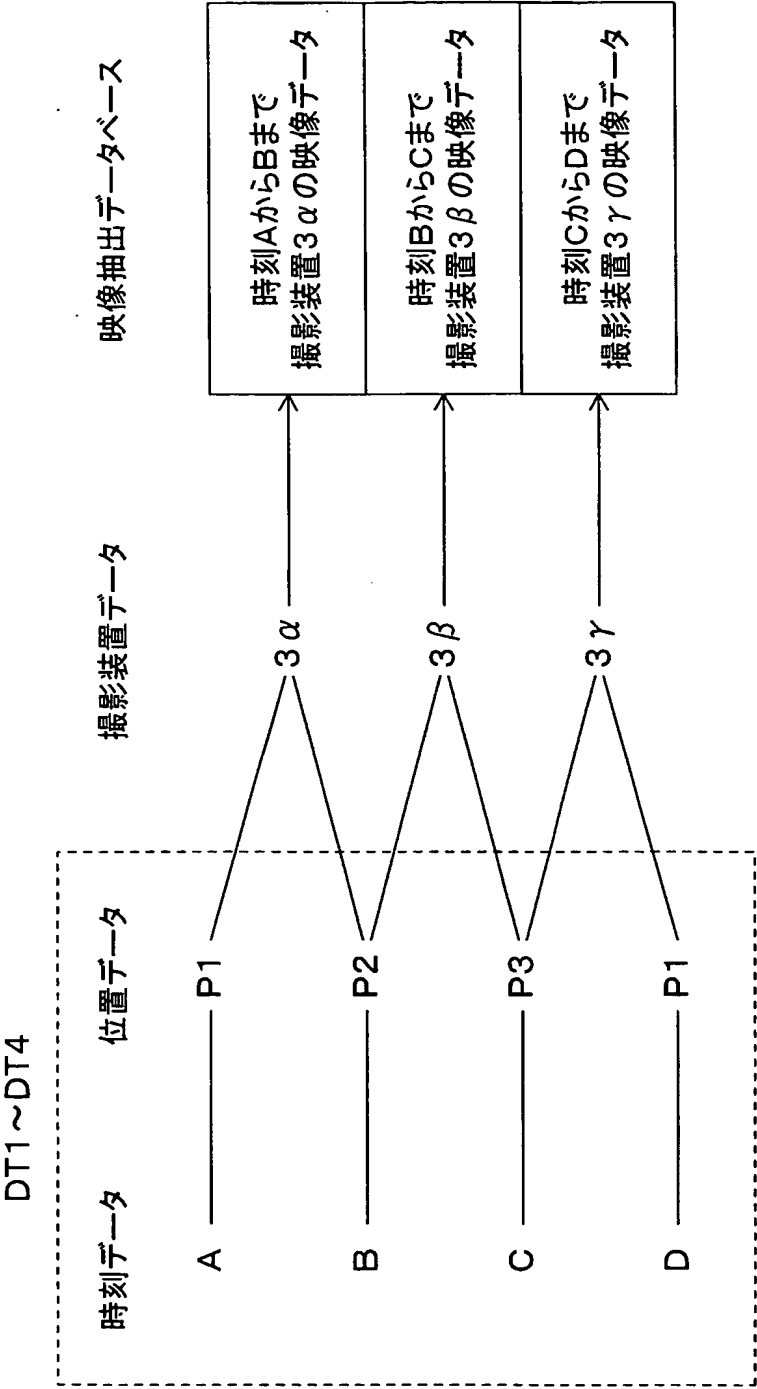 DT1～DT4
時刻データ
位置データ
撮影装置データ
映像抽出データベース
A
P1
3α
時刻AからBまで
撮影装置3αの映像データ
B
P2
3β
時刻BからCまで
撮影装置3βの映像データ
C
P3
3γ
時刻CからDまで
撮影装置3γの映像データ
D
P1